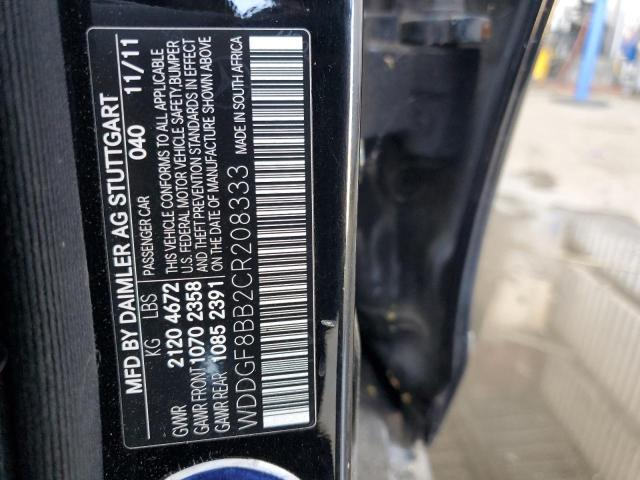 MFD BY DAIMLER AG STUTTGART
040 11/11
KG LBS PASSENGER CAR
GVWR 2120 4672 THIS VEHICLE CONFORMS TO ALL APPLICABLE
GAWR FRONT 1070 2358 U.S. FEDERAL MOTOR VEHICLE SAFETY, BUMPER
GAWR REAR 1085 2391 AND THEFT PREVENTION STANDARDS IN EFFECT
ON THE DATE OF MANUFACTURE SHOWN ABOVE
WDDGF8BB2CR208333 MADE IN SOUTH AFRICA